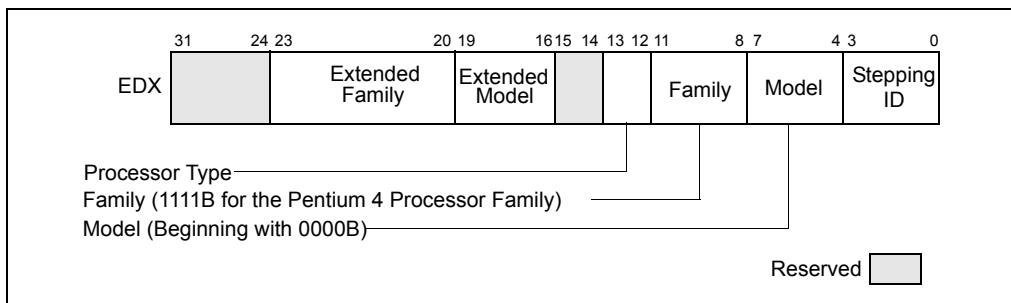 31 24 23 20 19 16 15 14 13 12 11 8 7 4 3 0
EDX
Extended Family
Extended Model
Family
Model
Stepping ID
Processor Type
Family (1111B for the Pentium 4 Processor Family)
Model (Beginning with 0000B)
Reserved